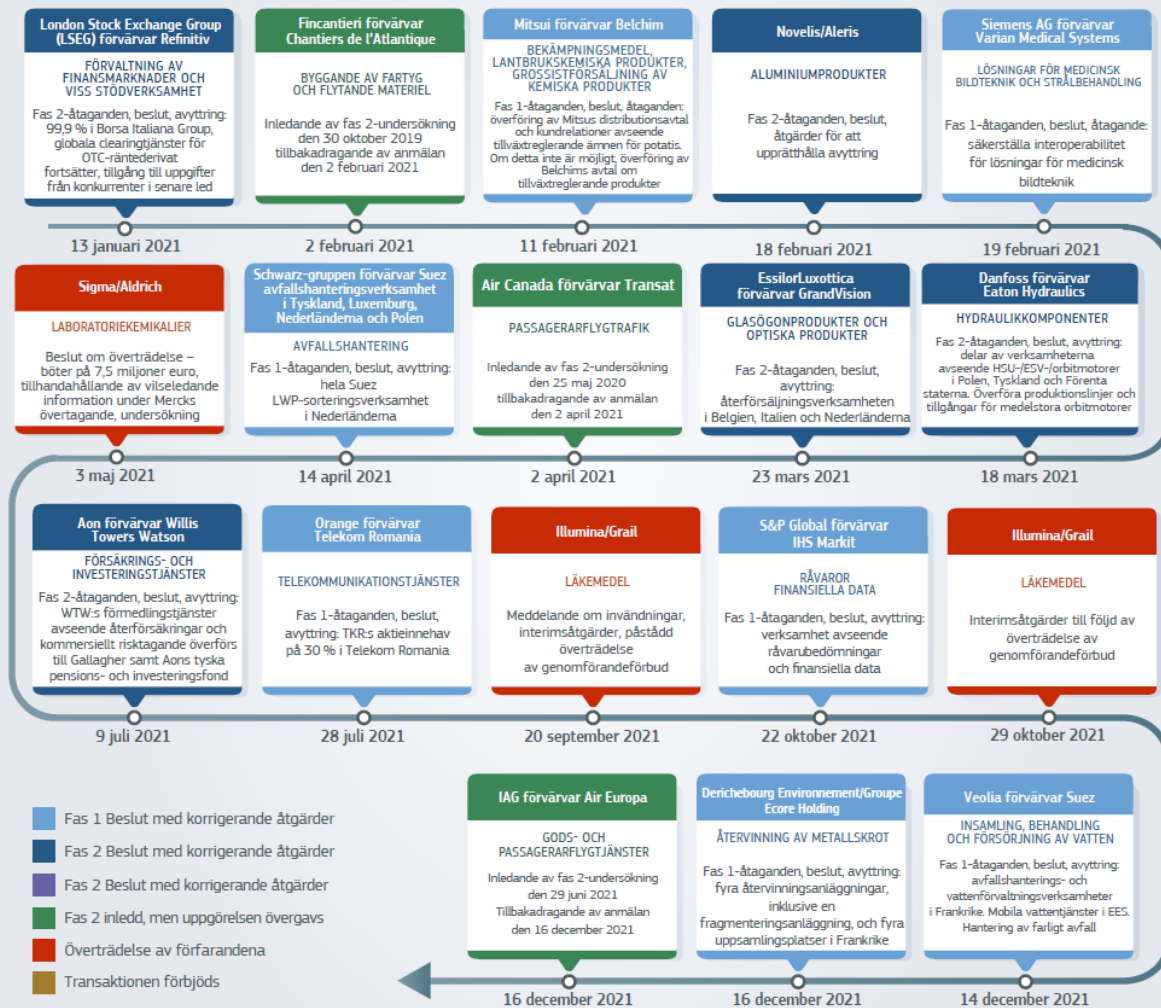 London Stock Exchange Group
(LSEG) förvärvar Refinitiv
FÖRVALTNING AV
FINANSMARKNADER OCH
VISS STÖDVERKSAMHET
Fas 2-åtaganden, beslut, avyttring:
99,9 % i Borsa Italiana Group,
globala clearingtjänster för
OTC-räntederivat
fortsätter, tillgång till uppgifter
från konkurrenter i senare led
13 januari 2021
Fincantieri förvärvar
Chantiers de l'Atlantique
BYGGANDE AV FARTYG
OCH FLYTANDE MATERIEL
Inledande av fas 2-undersökning
den 30 oktober 2019
tillbakadragande av anmälan
den 2 februari 2021
2 februari 2021
Mitsui förvärvar Belchim
BEKÄMPNINGSMEDEL,
LANTBRUKSKEMISKA PRODUKTER,
GROSSISTFÖRSÄLJNING AV
KEMISKA PRODUKTER
Fas 1-åtaganden, beslut, åtaganden:
överföring av Mitsus distributionsavtal
och kundrelationer avseende
tillväxtreglerande ämnen för potatis.
Om detta inte är möjligt, överföring av
Belchims avtal om
tillväxtreglerande produkter
11 februari 2021
Novelis/Aleris
ALUMINIUMPRODUKTER
Fas 2-åtaganden, beslut,
åtgärder för att
upprätthålla avyttring
18 februari 2021
Siemens AG förvärvar
Varian Medical Systems
LÖSNINGAR FÖR MEDICINSK
BILDTEKNIK OCH STRÅLBEHANDLING
Fas 1-åtaganden, beslut, åtagande:
säkerställa interoperabilitet
för lösningar för medicinsk
bildteknik
19 februari 2021
Sigma/Aldrich
LABORATORIEKEMIKALIER
Beslut om överträdelse –
böter på 7,5 miljoner euro,
tillhandahållande av vilseledande
information under Mercks
övertagande, undersökning
3 maj 2021
Schwarz-gruppen förvärvar Suez
avfallshanteringsverksamhet
i Tyskland, Luxemburg,
Nederländerna och Polen
AVFALLSHANTERING
Fas 1-åtaganden, beslut, avyttring:
hela Suez
LWP-sorteringsverksamhet
i Nederländerna
14 april 2021
Air Canada förvärvar Transat
PASSAGERARFLYGTRAFIK
Inledande av fas 2-undersökning
den 25 maj 2020
tillbakadragande av anmälan
den 2 april 2021
2 april 2021
EssilorLuxottica
förvärvar GrandVision
GLASÖGONPRODUKTER OCH
OPTISKA PRODUKTER
Fas 2-åtaganden, beslut,
avyttring:
återförsäljningsverksamheten
i Belgien, Italien och Nederländerna
23 mars 2021
Danfoss förvärvar
Eaton Hydraulics
HYDRAULIKKOMPONENTER
Fas 2-åtaganden, beslut, avyttring:
delar av verksamheterna
avseende HSU-/ESV-/orbitmotorer
i Polen, Tyskland och Förenta
staterna. Överföra produktionslinjer och
tillgångar för medelstora orbitmotorer
18 mars 2021
Aon förvärvar Willis
Towers Watson
FÖRSÄKRINGS- OCH
INVESTERINGSTJÄNSTER
Fas 2-åtaganden, beslut, avyttring:
WTW:s förmedlingstjänster
avseende återförsäkringar och
kommersiellt risktagande överförs
till Gallagher samt Aons tyska
pensions- och investeringsfond
9 juli 2021
Orange förvärvar
Telekom Romania
TELEKOMMUNIKATIONSTJÄNSTER
Fas 1-åtaganden, beslut,
avyttring: TKR:s aktieinnehav
på 30 % i Telekom Romania
28 juli 2021
Illumina/Grail
LÄKEMEDEL
Meddelande om invändningar,
interimsåtgärder, påstådd
överträdelse
av genomförandeförbud
20 september 2021
S&P Global förvärvar
IHS Markit
RÅVAROR
FINANSIELLA DATA
Fas 1-åtaganden, beslut, avyttring:
verksamhet avseende
råvarubedömningar
och finansiella data
22 oktober 2021
Illumina/Grail
LÄKEMEDEL
Interimsåtgärder till följd av
överträdelse av
genomförandeförbud
29 oktober 2021
Fas 1 Beslut med korrigerande åtgärder
Fas 2 Beslut med korrigerande åtgärder
Fas 2 Beslut med korrigerande åtgärder
Fas 2 inledd, men uppgörelsen övergavs
Överträdelse av förfarandena
Transaktionen förbjöds
IAG förvärvar Air Europa
GODS- OCH
PASSAGERARFLYGTJÄNSTER
Inledande av fas 2-undersökning
den 29 juni 2021
Tillbakadragande av anmälan
den 16 december 2021
16 december 2021
Derichebourg Environnement/Groupe
Ecore Holding
ÅTERVINNING AV METALLSKROT
Fas 1-åtaganden, beslut, avyttring:
fyra återvinningsanläggningar,
inklusive en
fragmenteringsanläggning, och fyra
uppsamlingsplatser i Frankrike
16 december 2021
Veolia förvärvar Suez
INSAMLING, BEHANDLING
OCH FÖRSÖRJNING AV VATTEN
Fas 1-åtaganden, beslut, avyttring:
avfallshanterings- och
vattenförvaltningsverksamheter
i Frankrike. Mobila vattentjänster i EES.
Hantering av farligt avfall
14 december 2021